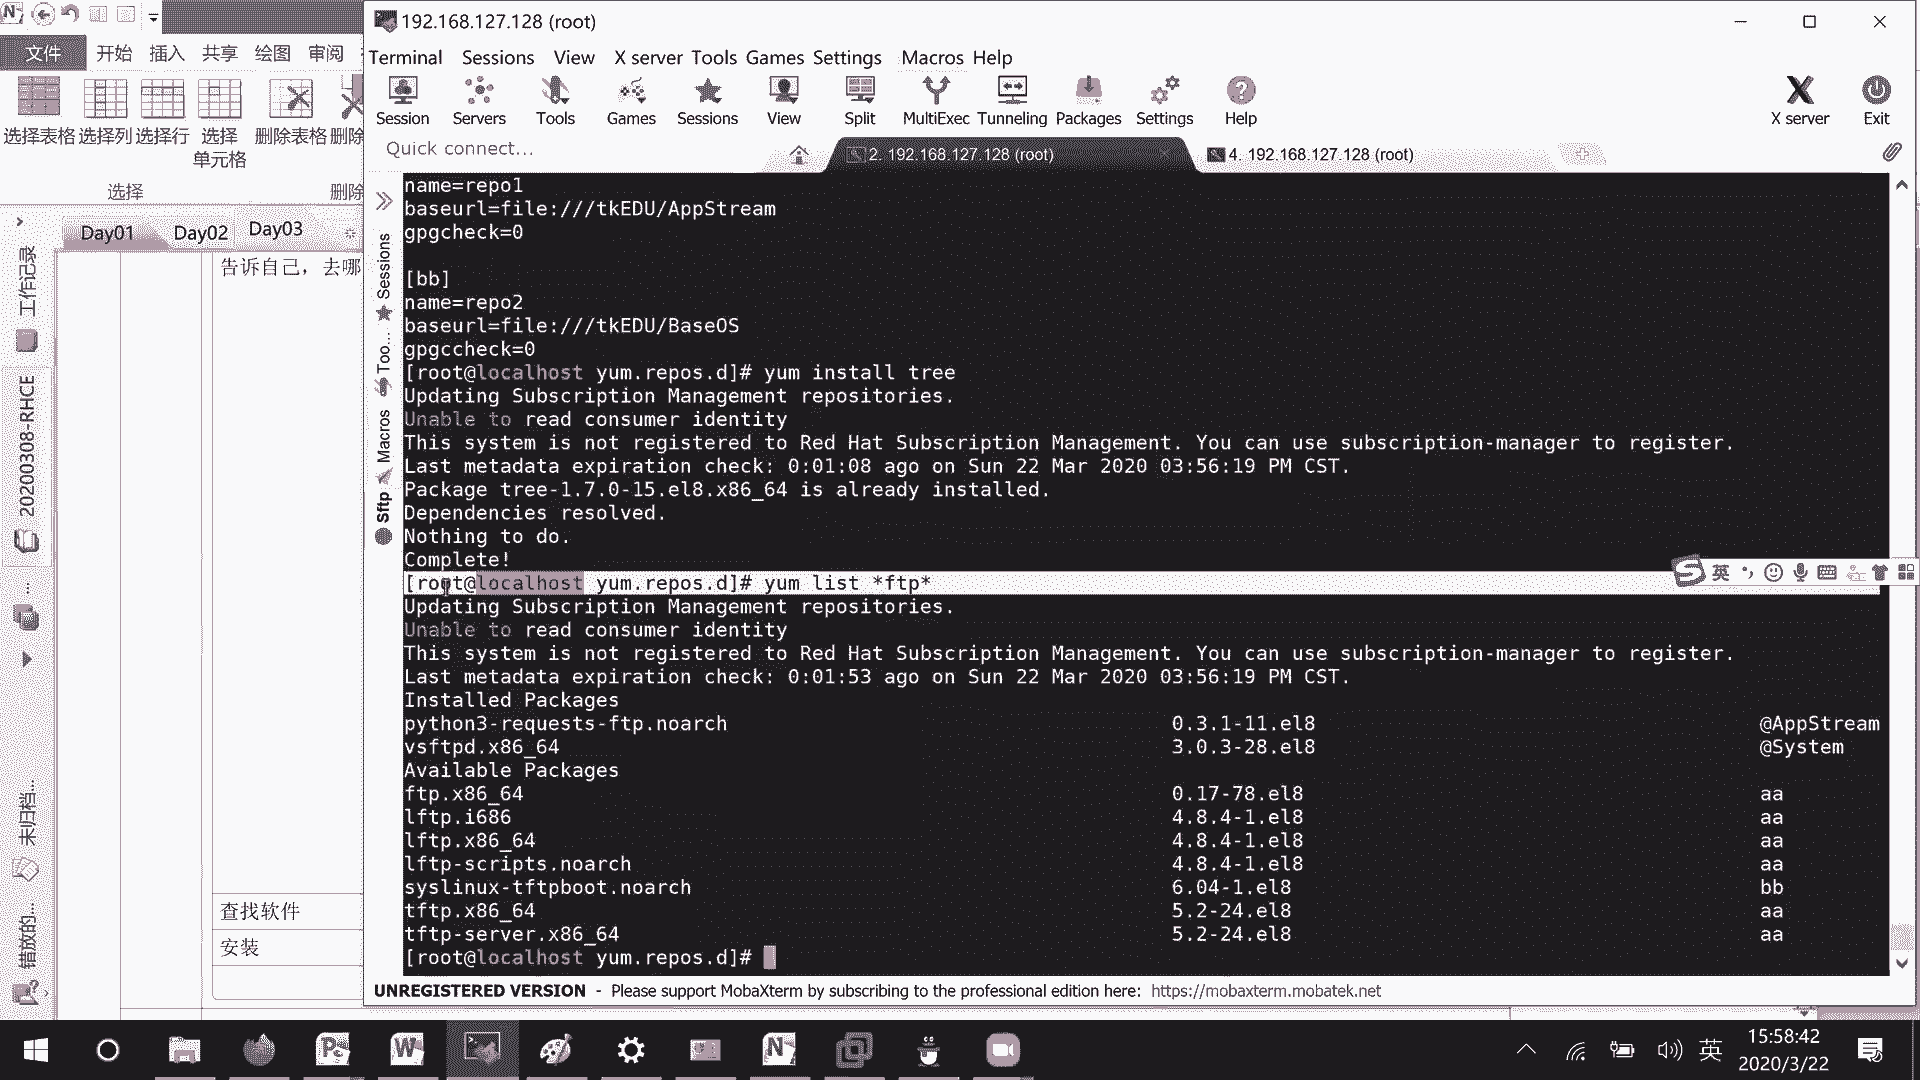 192.168.127.128 (root)
文件 开始 插入 共享 绘图 审阅
Terminal Sessions View X server Tools Games Settings Macros Help
选择表格 选择列 选择行 选择 单元格 删除表格 删除
选择 删除
Session Servers Tools Games Sessions View Split MultiExec Tunneling Packages Settings Help X server Exit
Quick connect...
2. 192.168.127.128 (root)
4. 192.168.127.128 (root)
Day01 Day02 Day03
告诉自己，去哪
工作记录
20200308-RHCE
...
未归档...
错放的...
查找软件
安装
Sessions
Too...
Macros
Sftp
name=repo1
baseurl=file:///tkEDU/AppStream
gpgcheck=0
[bb]
name=repo2
baseurl=file:///tkEDU/BaseOS
gpgccheck=0
[root@localhost yum.repos.d]# yum install tree
Updating Subscription Management repositories.
Unable to read consumer identity
This system is not registered to Red Hat Subscription Management. You can use subscription-manager to register.
Last metadata expiration check: 0:01:08 ago on Sun 22 Mar 2020 03:56:19 PM CST.
Package tree-1.7.0-15.el8.x86_64 is already installed.
Dependencies resolved.
Nothing to do.
Complete!
[root@localhost yum.repos.d]# yum list *ftp*
Updating Subscription Management repositories.
Unable to read consumer identity
This system is not registered to Red Hat Subscription Management. You can use subscription-manager to register.
Last metadata expiration check: 0:01:53 ago on Sun 22 Mar 2020 03:56:19 PM CST.
Installed Packages
python3-requests-ftp.noarch 0.3.1-11.el8 @AppStream
vsftpd.x86_64 3.0.3-28.el8 @System
Available Packages
ftp.x86_64 0.17-78.el8 aa
lftp.i686 4.8.4-1.el8 aa
lftp.x86_64 4.8.4-1.el8 aa
lftp-scripts.noarch 4.8.4-1.el8 aa
syslinux-tftpboot.noarch 6.04-1.el8 bb
tftp.x86_64 5.2-24.el8 aa
tftp-server.x86_64 5.2-24.el8 aa
[root@localhost yum.repos.d]#
英
UNREGISTERED VERSION - Please support MobaXterm by subscribing to the professional edition here: https://mobaxterm.mobatek.net
英
15:58:42
2020/3/22